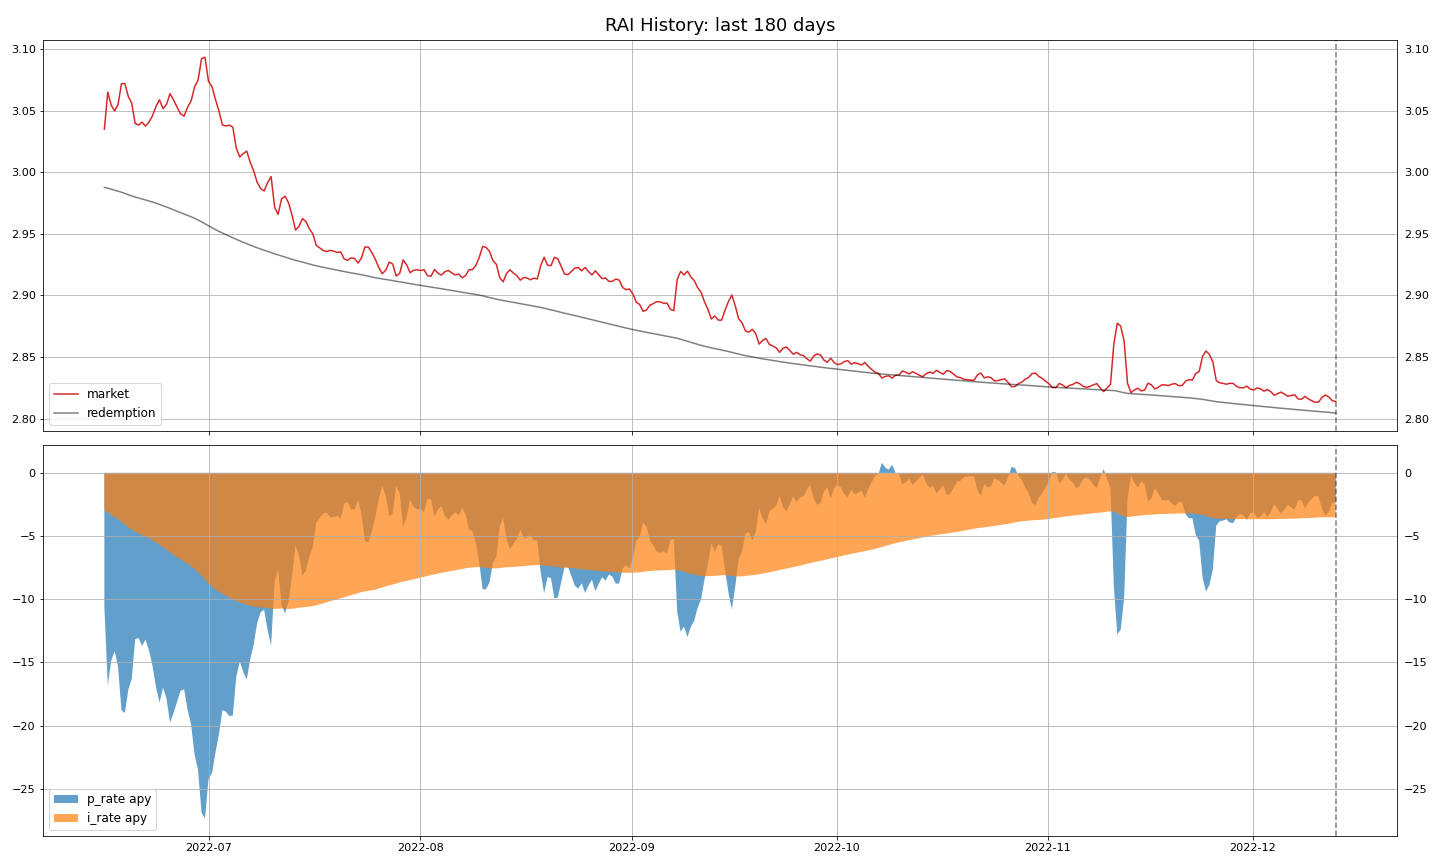 RAI History: last 180 days
3.10 3.10
3.05 3.05
3.00 3.00
2.95 2.95
2.90 2.90
2.85 2.85
2.80 2.80
market
redemption
0 0
−5 −5
−10 −10
−15 −15
−20 −20
−25 −25
p_rate apy
i_rate apy
2022-07 2022-08 2022-09 2022-10 2022-11 2022-12